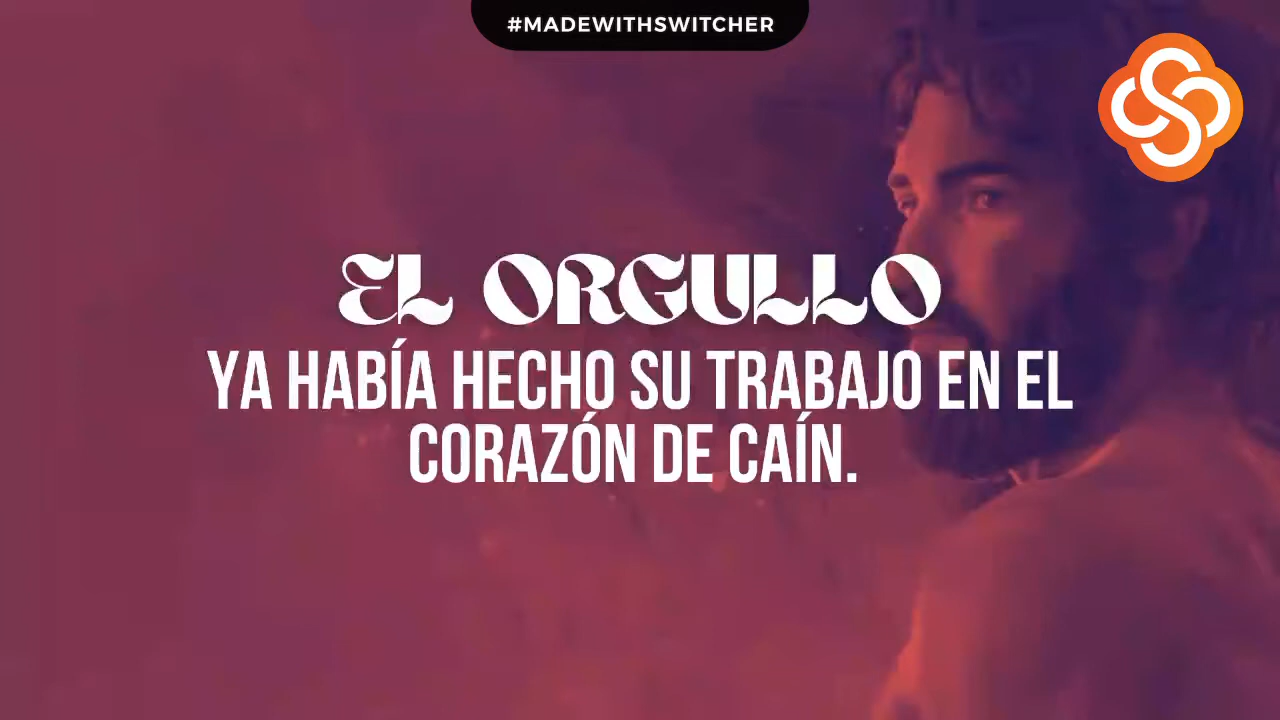 #MADEWITHSWITCHER
EL ORGULLO
YA HABÍA HECHO SU TRABAJO EN EL
CORAZÓN DE CAÍN.